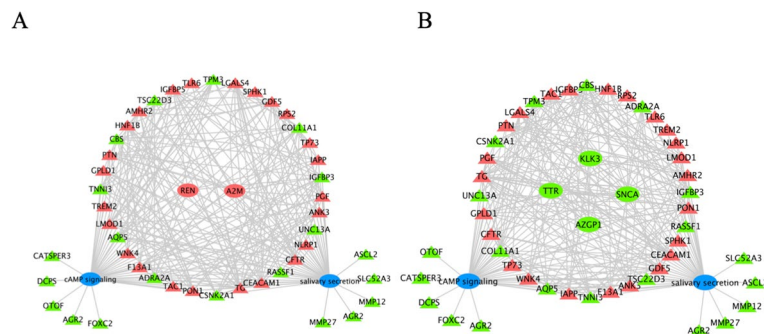 A
TPM3
TLR6
LGALS4
IGFBP5
SPHK1
TSC22D3
GDF5
AMHR2
RPS2
HNF1B
COL11A1
CBS
TP73
PTN
IAPP
GPLD1
IGFBP3
TNNI3
REN
A2M
PGF
TREM2
ANK3
LMOD1
UNC13A
AQP5
NLRP1
WNK4
CFTR
F13A1
RASSF1
ADRA2A
CEACAM1
TAC1
PON1
TG
CSNK2A1
cAMP signaling
salivary secretion
CATSPER3
DCPS
OTOF
AGR2
FOXC2
ASCL2
SLC52A3
MMP12
AGR2
MMP27
B
CBS
IGFBP5
HNF1B
TAC1
RPS2
TPM3
ADRA2A
LGALS4
TLR6
PTN
TREM2
CSNK2A1
NLRP1
KLK3
PGF
LMOD1
TG
AMHR2
TTR
SNCA
UNC13A
IGFBP3
GPLD1
PON1
AZGP1
CFTR
RASSF1
COL11A1
SPHK1
TP73
CEACAM1
WNK4
GDF5
AQP5
TSC22D3
IAPP
ANK3
TNNI3
F13A1
cAMP signaling
salivary secretion
OTOF
CATSPER3
DCPS
FOXC2
AGR2
SLC52A3
ASCL
MMP12
MMP27
AGR2